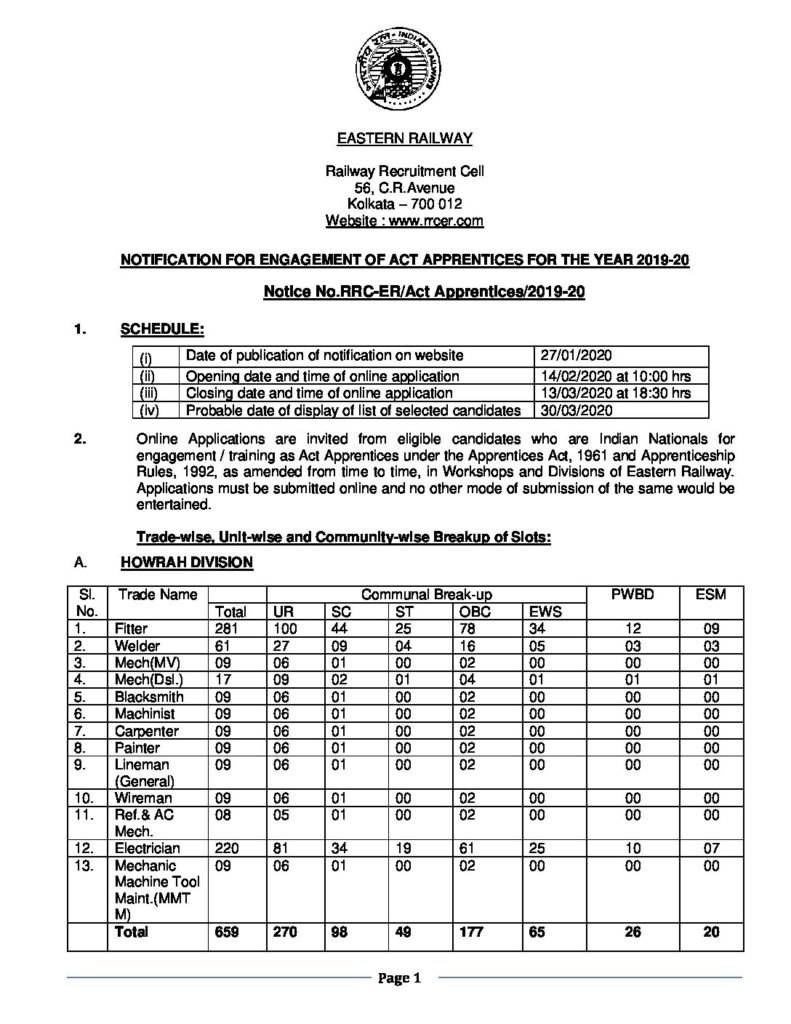 भारतीय रेल - INDIAN RAILWAYS
EASTERN RAILWAY
Railway Recruitment Cell
56, C.R.Avenue
Kolkata – 700 012
Website : www.rrcer.com
NOTIFICATION FOR ENGAGEMENT OF ACT APPRENTICES FOR THE YEAR 2019-20
Notice No.RRC-ER/Act Apprentices/2019-20
1. SCHEDULE:
(i) Date of publication of notification on website 27/01/2020
(ii) Opening date and time of online application 14/02/2020 at 10:00 hrs
(iii) Closing date and time of online application 13/03/2020 at 18:30 hrs
(iv) Probable date of display of list of selected candidates 30/03/2020
2. Online Applications are invited from eligible candidates who are Indian Nationals for
engagement / training as Act Apprentices under the Apprentices Act, 1961 and Apprenticeship
Rules, 1992, as amended from time to time, in Workshops and Divisions of Eastern Railway.
Applications must be submitted online and no other mode of submission of the same would be
entertained.
Trade-wise, Unit-wise and Community-wise Breakup of Slots:
A. HOWRAH DIVISION
Sl. Trade Name Communal Break-up PWBD ESM
No. Total UR SC ST OBC EWS
1. Fitter 281 100 44 25 78 34 12 09
2. Welder 61 27 09 04 16 05 03 03
3. Mech(MV) 09 06 01 00 02 00 00 00
4. Mech(Dsl.) 17 09 02 01 04 01 01 01
5. Blacksmith 09 06 01 00 02 00 00 00
6. Machinist 09 06 01 00 02 00 00 00
7. Carpenter 09 06 01 00 02 00 00 00
8. Painter 09 06 01 00 02 00 00 00
9. Lineman 09 06 01 00 02 00 00 00
(General)
10. Wireman 09 06 01 00 02 00 00 00
11. Ref.& AC 08 05 01 00 02 00 00 00
Mech.
12. Electrician 220 81 34 19 61 25 10 07
13. Mechanic 09 06 01 00 02 00 00 00
Machine Tool
Maint.(MMT
M)
Total 659 270 98 49 177 65 26 20
Page 1